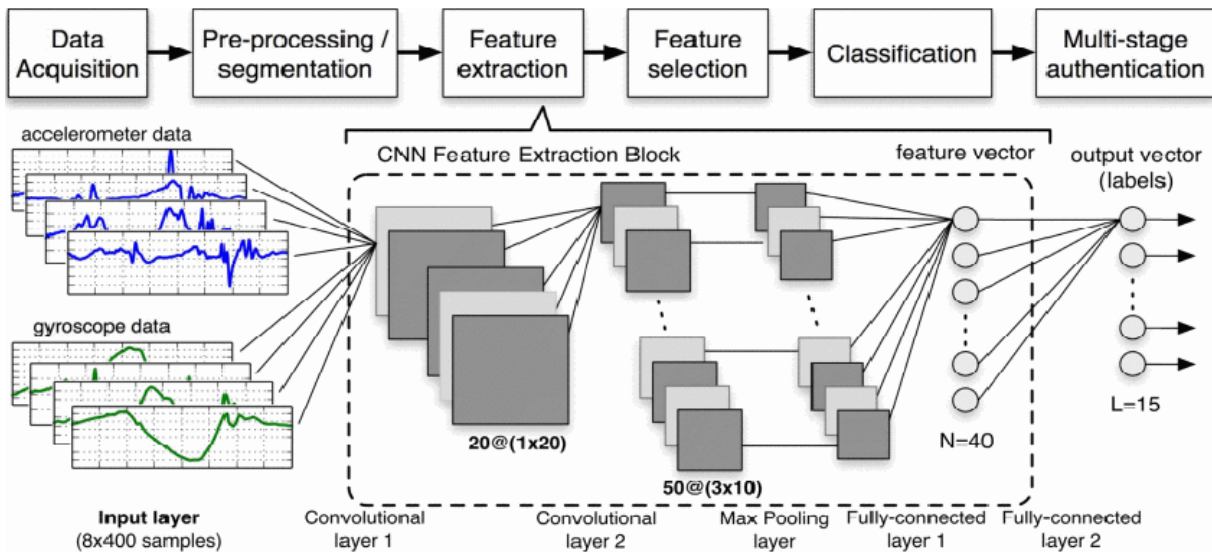 Data
Acquisition
Pre-processing /
segmentation
Feature
extraction
Feature
selection
Classification
Multi-stage
authentication
accelerometer data
CNN Feature Extraction Block
feature vector
output vector
(labels)
gyroscope data
20@(1x20)
50@(3x10)
N=40
L=15
Input layer
(8x400 samples)
Convolutional
layer 1
Convolutional
layer 2
Max Pooling
layer
Fully-connected
layer 1
Fully-connected
layer 2